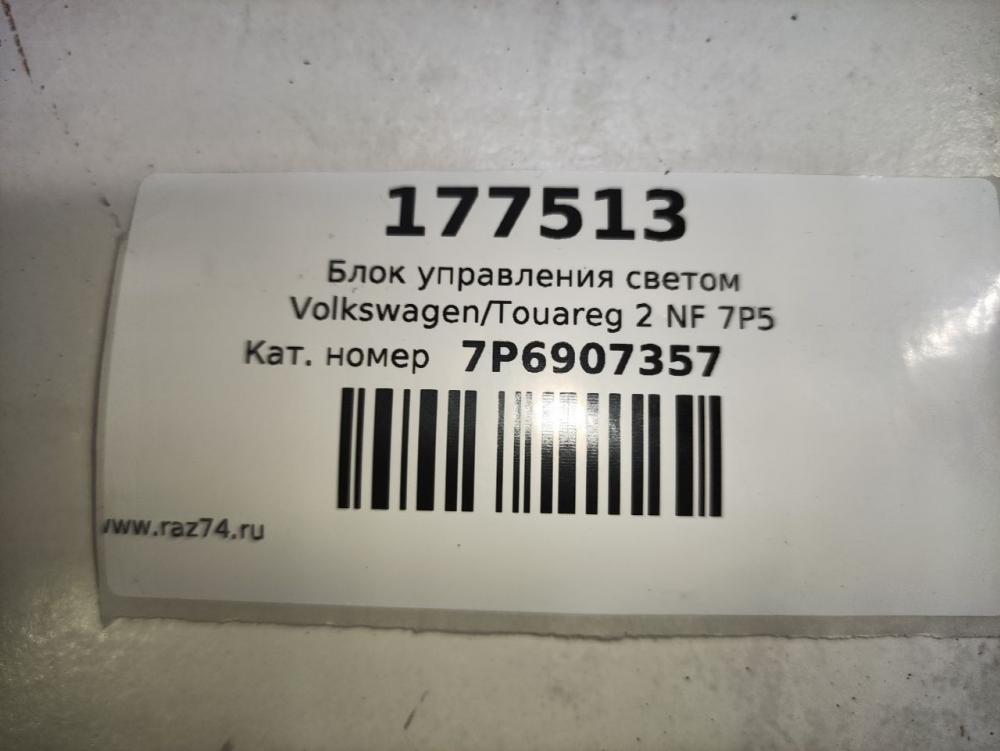 177513
Блок управления светом
Volkswagen/Touareg 2 NF 7P5
Кат. номер 7P6907357
www.raz74.ru